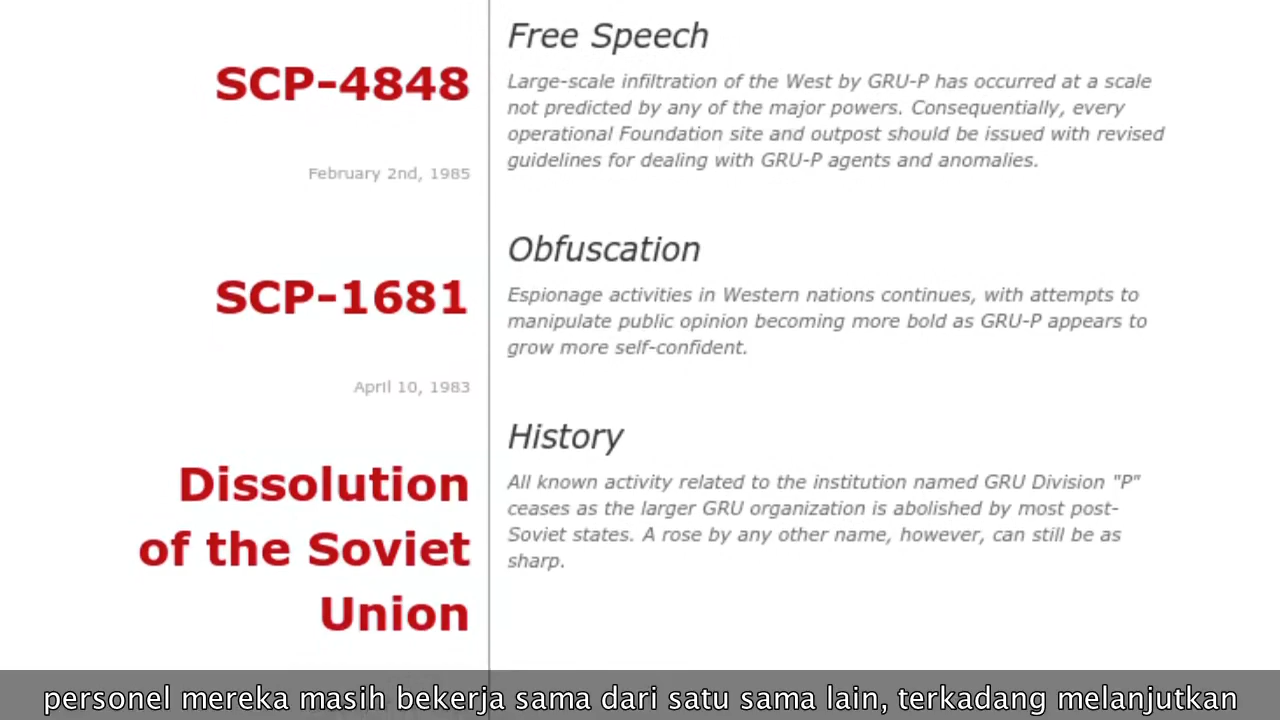 SCP-4848
February 2nd, 1985
Free Speech
Large-scale infiltration of the West by GRU-P has occurred at a scale
not predicted by any of the major powers. Consequentially, every
operational Foundation site and outpost should be issued with revised
guidelines for dealing with GRU-P agents and anomalies.
SCP-1681
April 10, 1983
Obfuscation
Espionage activities in Western nations continues, with attempts to
manipulate public opinion becoming more bold as GRU-P appears to
grow more self-confident.
Dissolution
of the Soviet
Union
History
All known activity related to the institution named GRU Division "P"
ceases as the larger GRU organization is abolished by most post-
Soviet states. A rose by any other name, however, can still be as
sharp.
personel mereka masih bekerja sama dari satu sama lain, terkadang melanjutkan